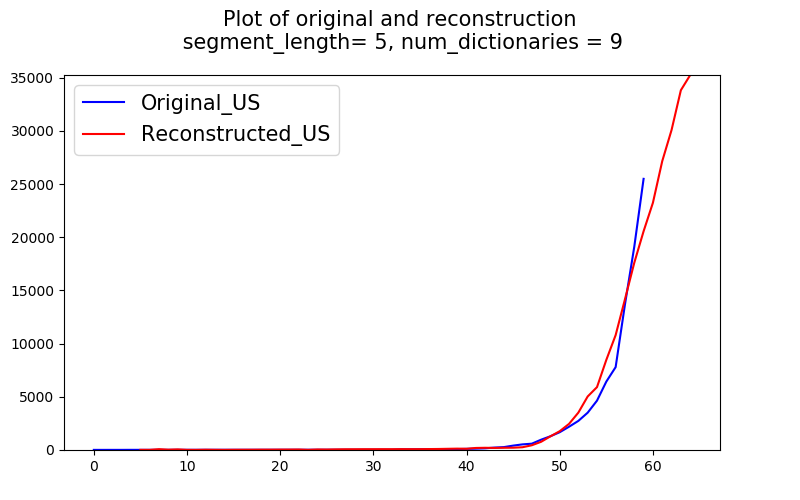 Plot of original and reconstruction
segment_length= 5, num_dictionaries = 9
35000
30000
25000
20000
15000
10000
5000
0
Original_US
Reconstructed_US
0 10 20 30 40 50 60